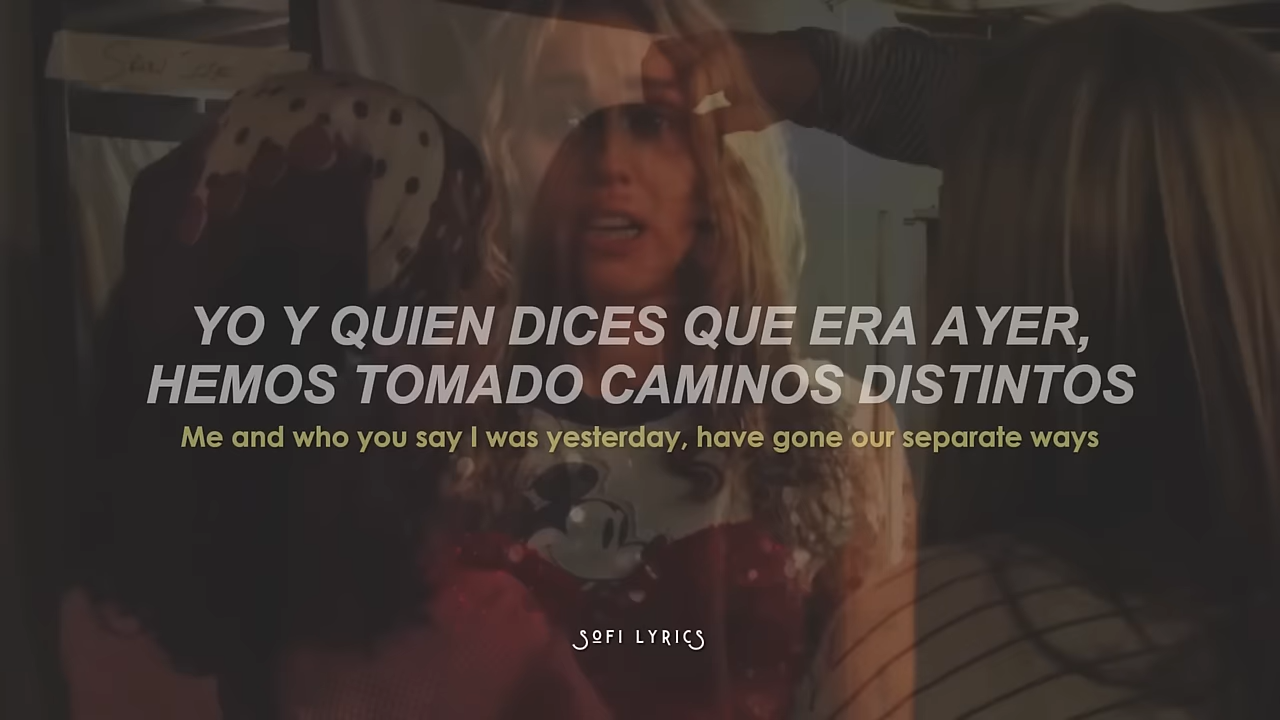 YO Y QUIEN DICES QUE ERA AYER,
HEMOS TOMADO CAMINOS DISTINTOS
Me and who you say I was yesterday, have gone our separate ways
SOFI LYRICS